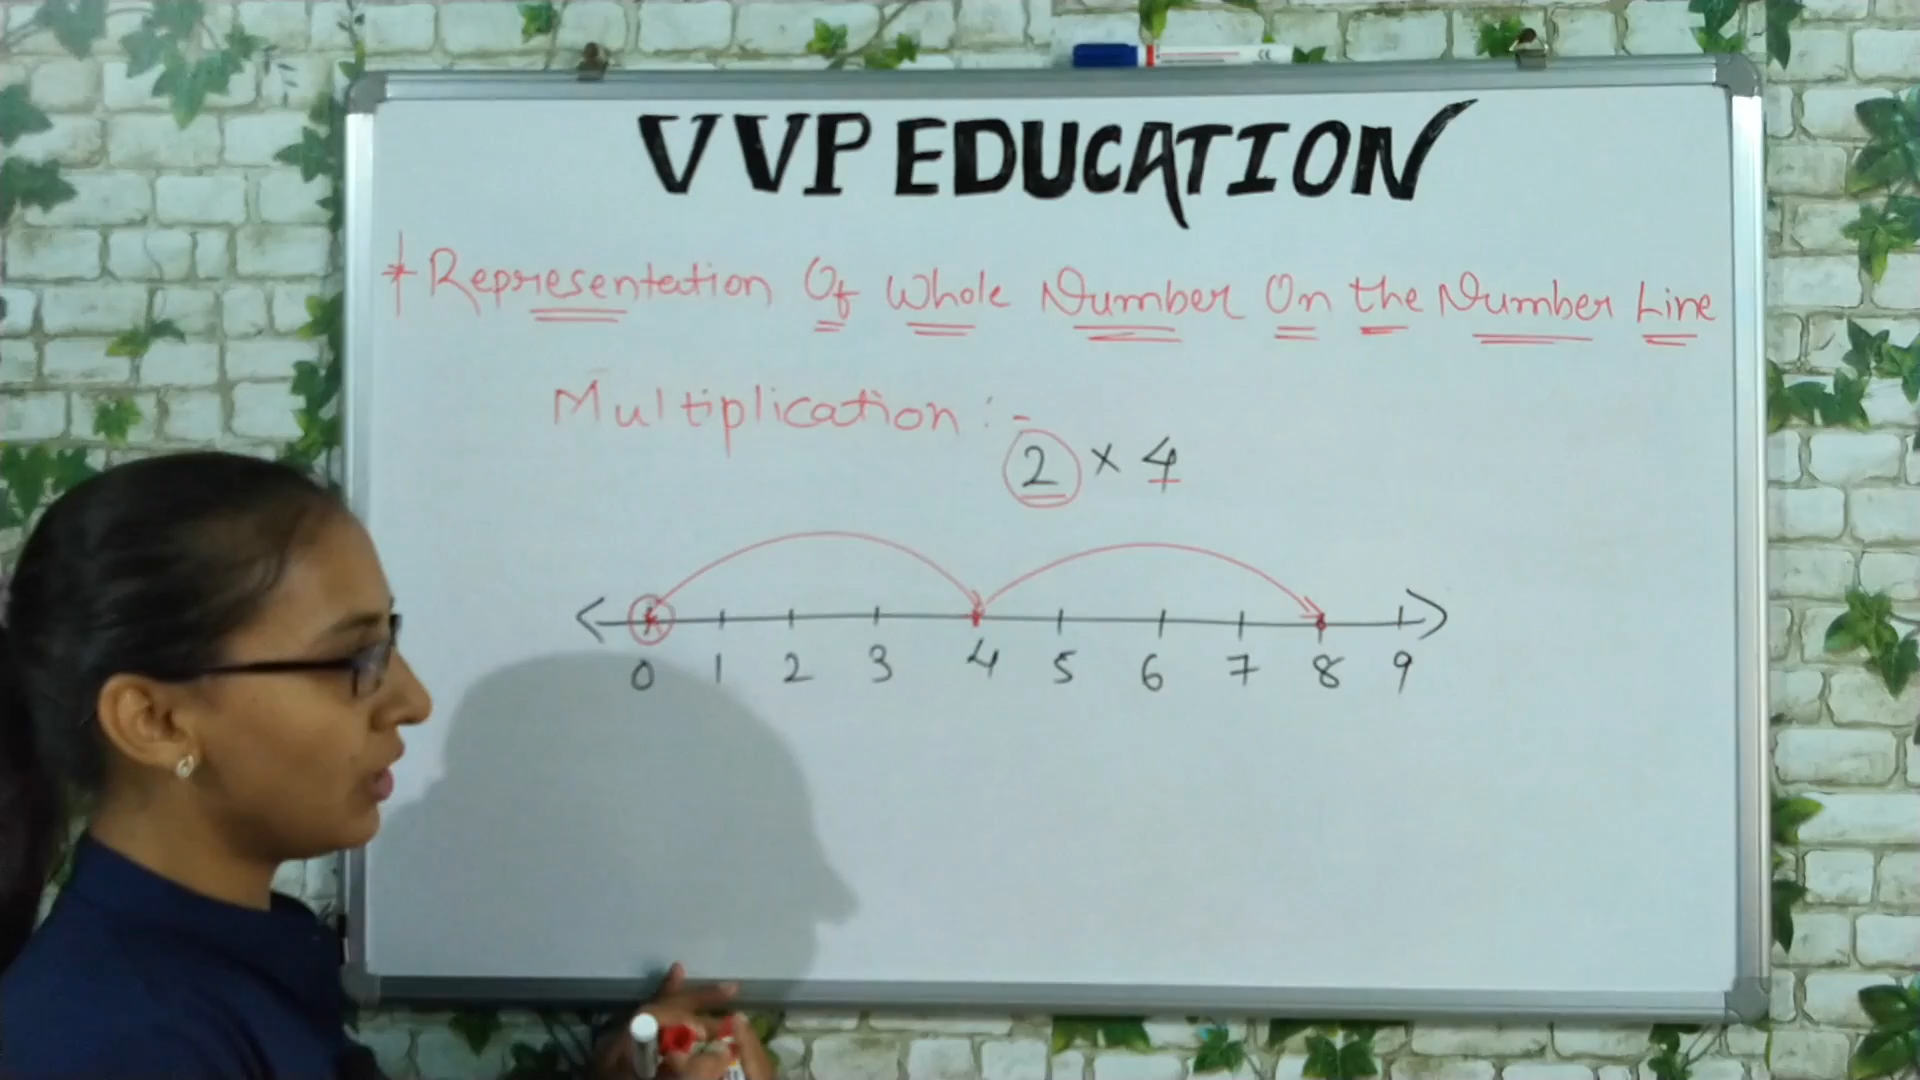 VVP EDUCATION
* Representation Of Whole Number On the Number Line
Multiplication :-
2 × 4
0 1 2 3 4 5 6 7 8 9